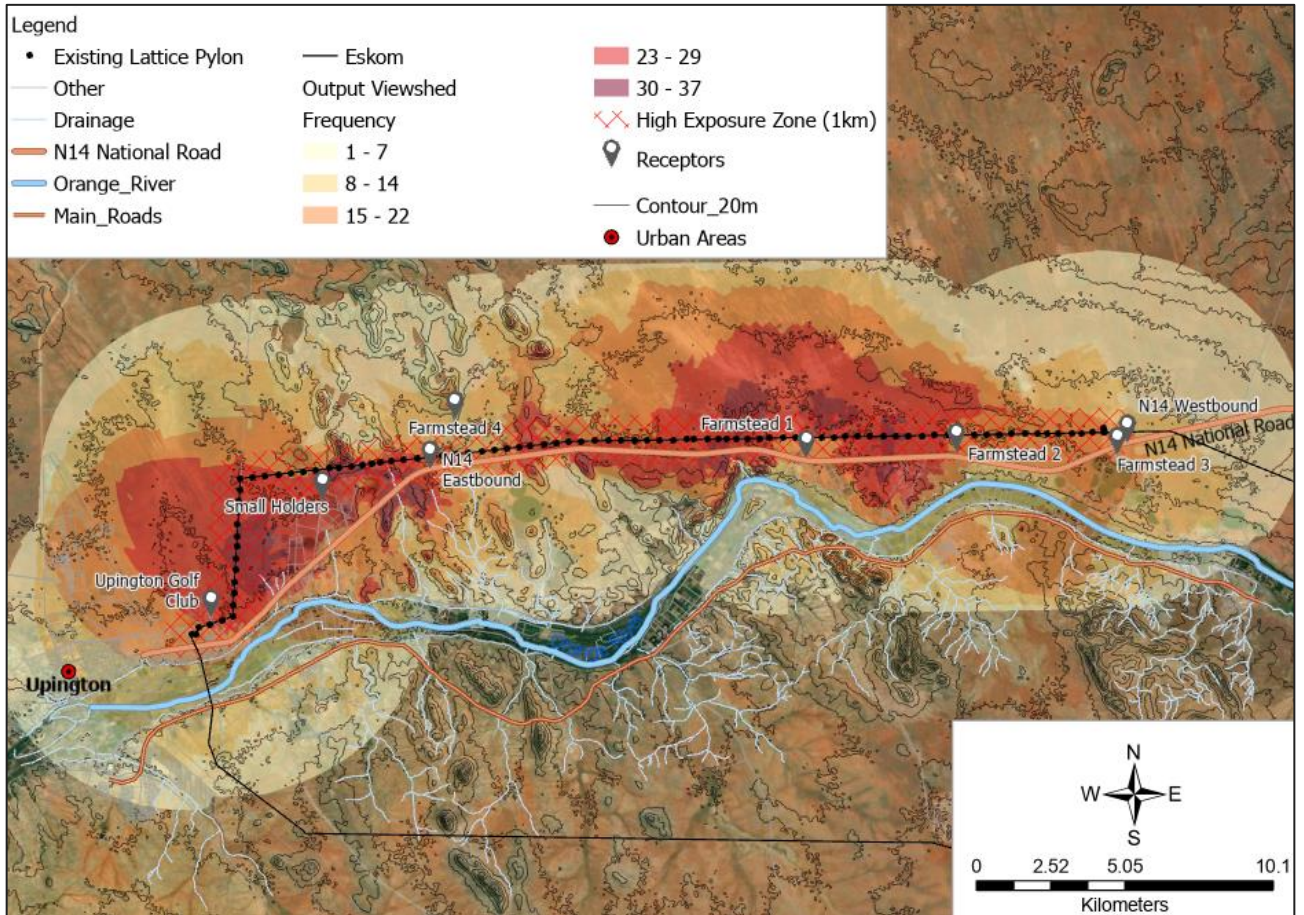 Legend
Existing Lattice Pylon
Other
Drainage
N14 National Road
Orange_River
Main_Roads
Eskom
Output Viewshed
Frequency
1 - 7
8 - 14
15 - 22
23 - 29
30 - 37
High Exposure Zone (1km)
Receptors
Contour_20m
Urban Areas
Farmstead 4
Farmstead 1
N14 Westbound
N14 National Road
Farmstead 2
Farmstead 3
N14
Eastbound
Small Holders
Upington Golf
Club
Upington
N
W E
S
0 2.52 5.05 10.1
Kilometers